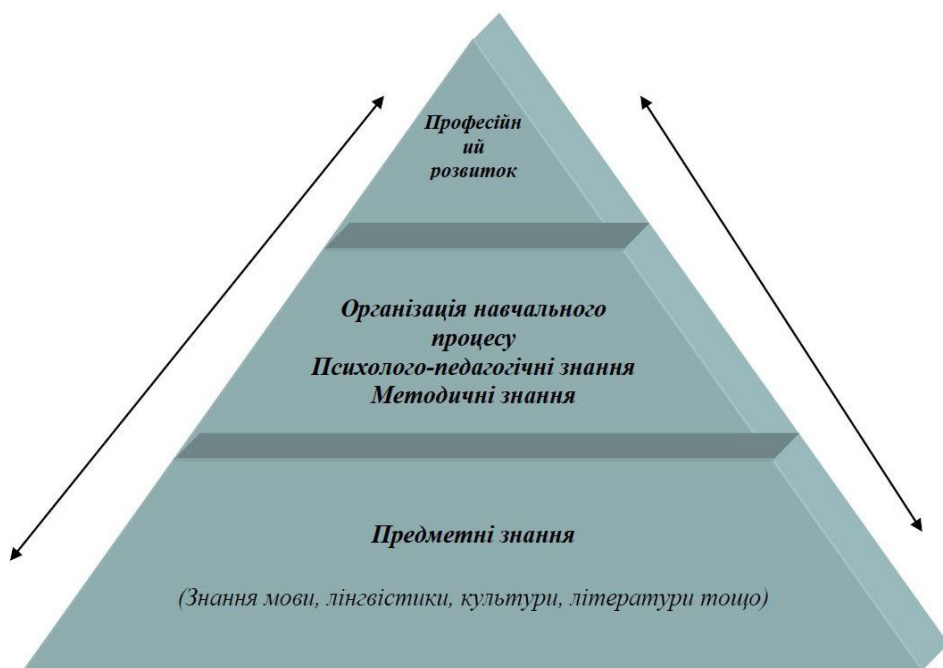 Професійн
ий
розвиток
Організація навчального
процесу
Психолого-педагогічні знання
Методичні знання
Предметні знання
(Знання мови, лінгвістики, культури, літератури тощо)